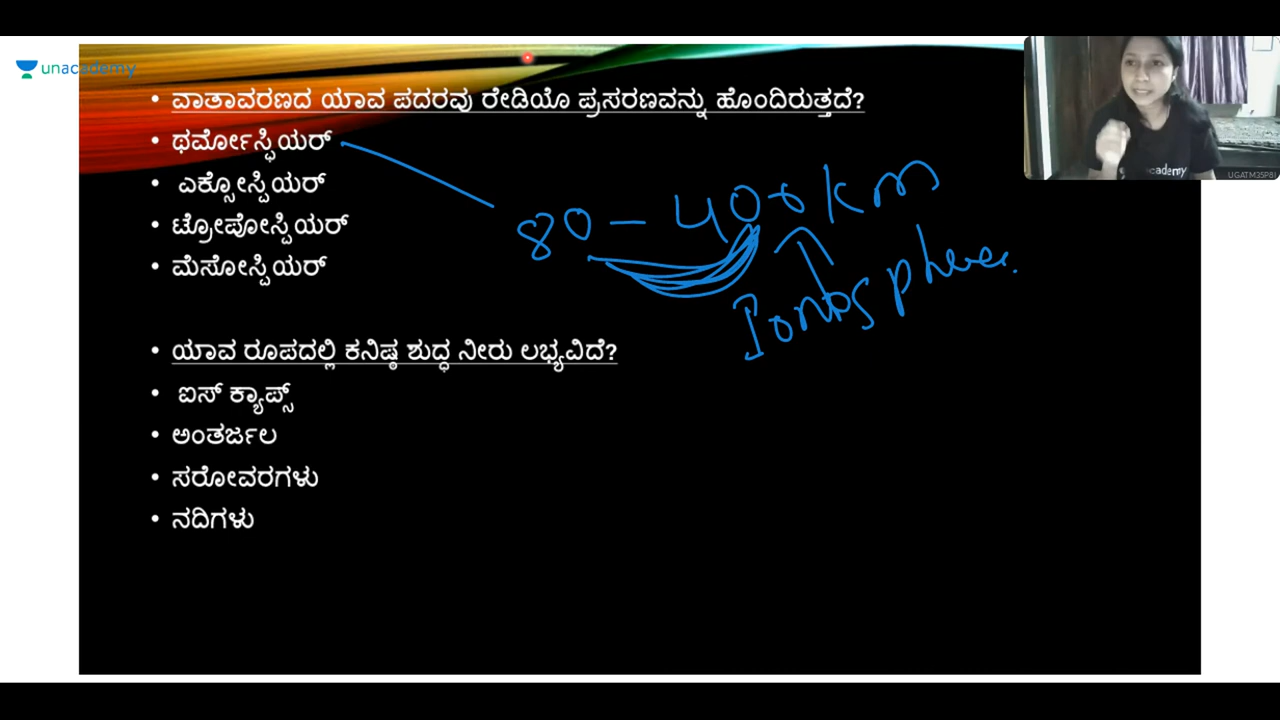 unacademy
• ವಾತಾವರಣದ ಯಾವ ಪದರವು ರೇಡಿಯೊ ಪ್ರಸರಣವನ್ನು ಹೊಂದಿರುತ್ತದೆ?
• ಥರ್ಮೋಸ್ಫಿಯರ್
• ಎಕ್ಸೋಸ್ಪಿಯರ್
• ಟ್ರೋಪೋಸ್ಪಿಯರ್
• ಮೆಸೋಸ್ಪಿಯರ್
80 - 400 km
Ionosphere.
• ಯಾವ ರೂಪದಲ್ಲಿ ಕನಿಷ್ಠ ಶುದ್ಧ ನೀರು ಲಭ್ಯವಿದೆ?
• ಐಸ್ ಕ್ಯಾಪ್ಸ್
• ಅಂತರ್ಜಲ
• ಸರೋವರಗಳು
• ನದಿಗಳು
UGATM35P8I